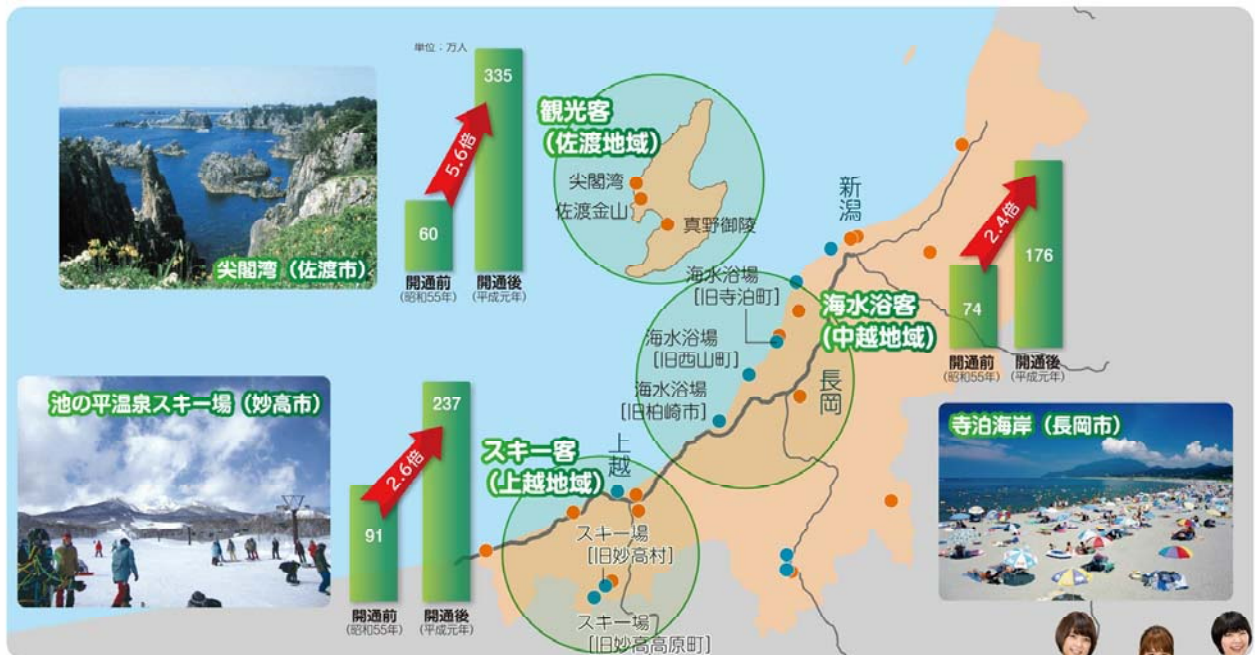 単位：万人
335
5.6倍
60
開通前
(昭和55年)
開通後
(平成元年)
尖閣湾（佐渡市）
観光客
(佐渡地域)
尖閣湾
佐渡金山
真野御陵
新潟
海水浴場
[旧寺泊町]
海水浴客
(中越地域)
海水浴場
[旧西山町]
海水浴場
[旧柏崎市]
長岡
2.4倍
176
74
開通前
(昭和55年)
開通後
(平成元年)
池の平温泉スキー場（妙高市）
237
2.6倍
91
開通前
(昭和55年)
開通後
(平成元年)
スキー客
(上越地域)
上越
スキー場
[旧妙高村]
スキー場
[旧妙高高原町]
寺泊海岸（長岡市）